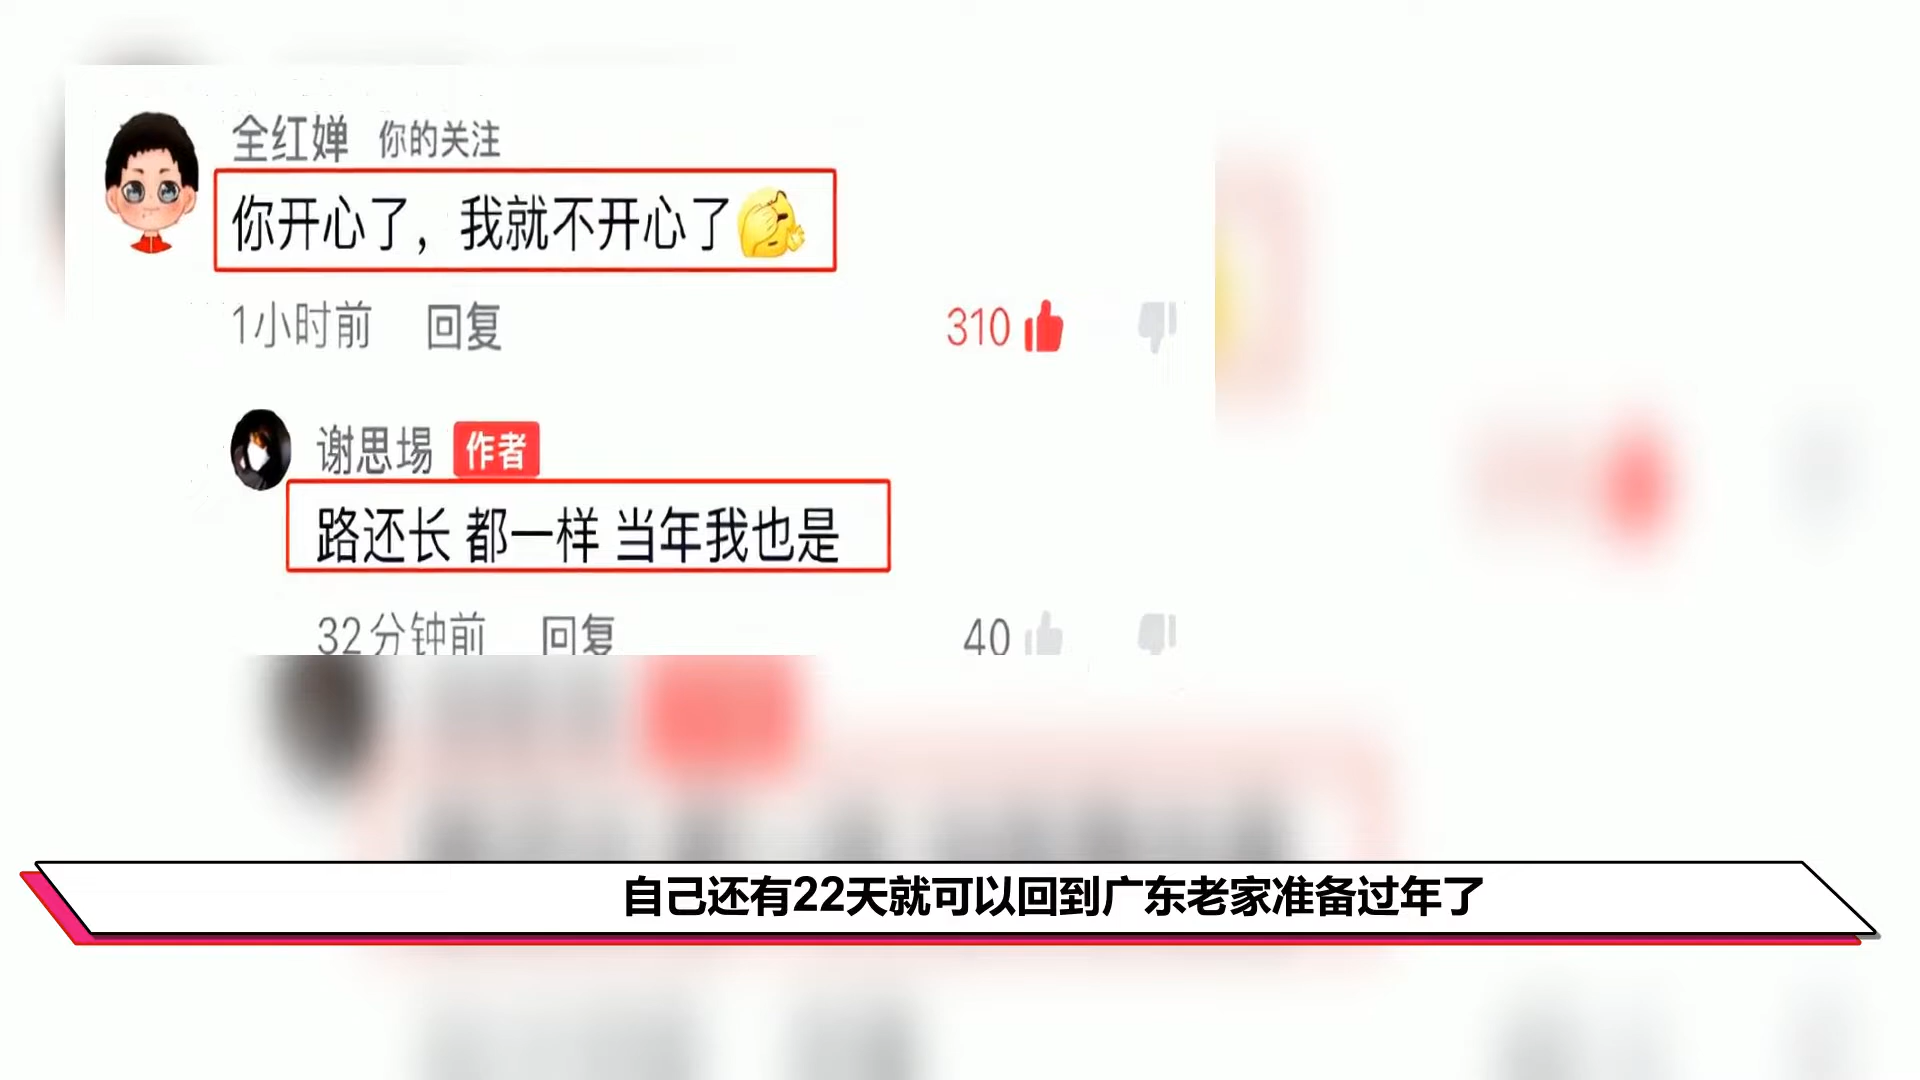 全红婵 你的关注
你开心了，我就不开心了
1小时前 回复 310
谢思埸 作者
路还长 都一样 当年我也是
32分钟前 回复 40
自己还有22天就可以回到广东老家准备过年了